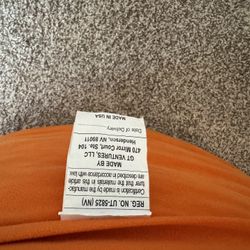 REG. NO. UT-5825 (NV)
Certification is made by the manufac-
turer that the materials in this article
are described in accordance with law.
MADE BY
GT VENTURES, LLC
470 Mirror Court, Ste. 104
Henderson, NV 89011
Date of Delivery
MADE IN USA